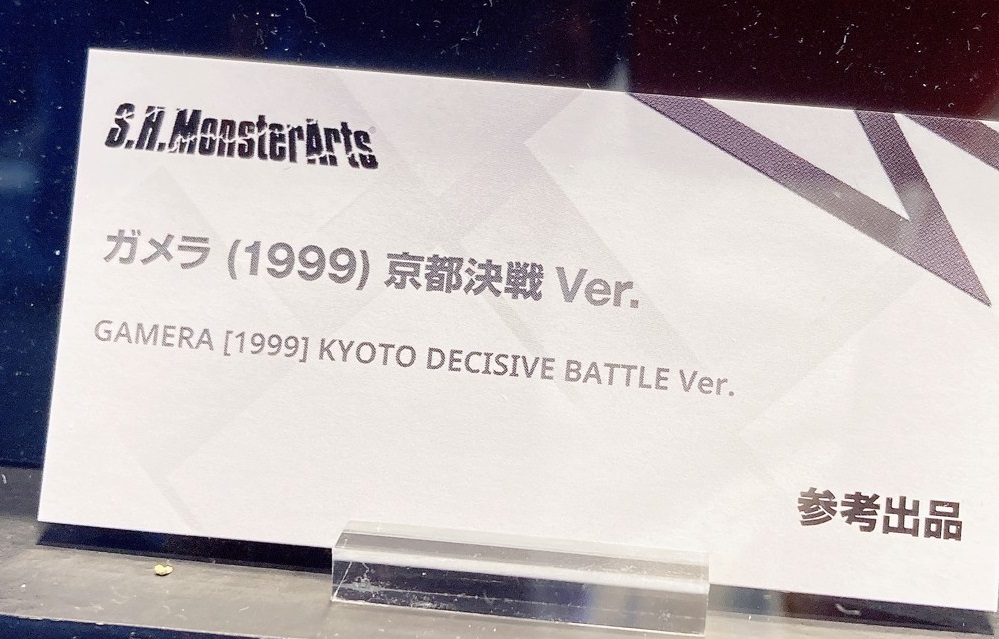 S.H.MonsterArts
ガメラ (1999) 京都決戦 Ver.
GAMERA [1999] KYOTO DECISIVE BATTLE Ver.
参考出品